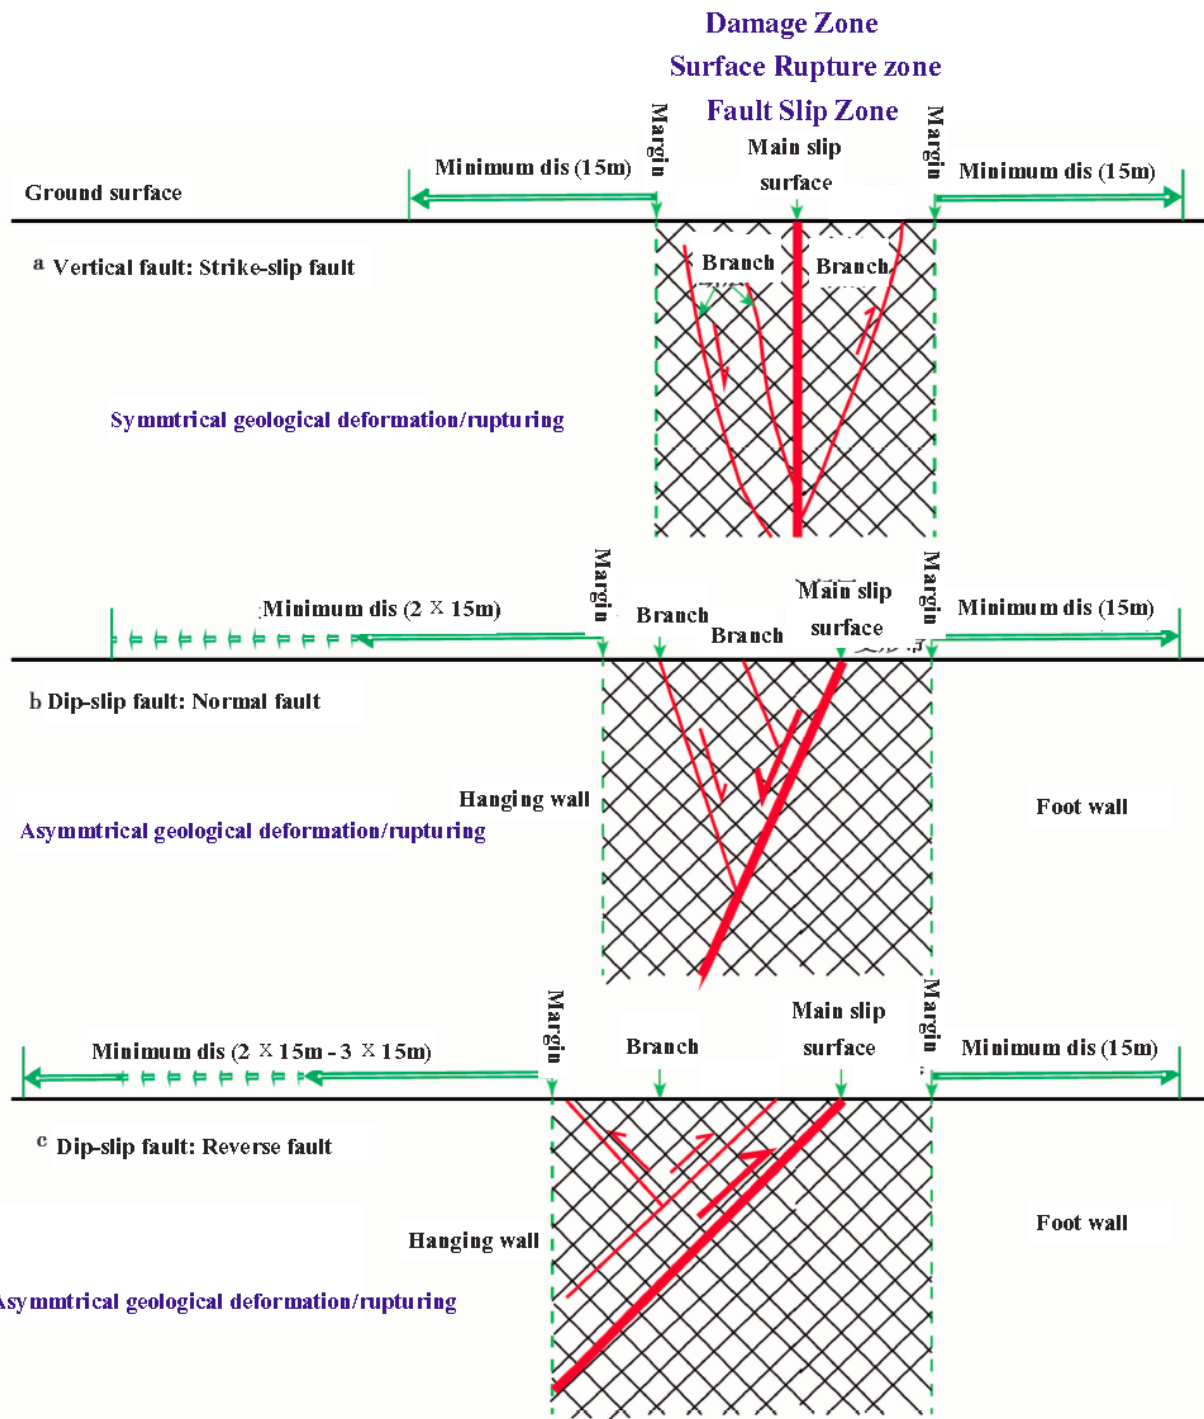 Damage Zone
Surface Rupture zone
Fault Slip Zone
Margin
Margin
Minimum dis (15m)
Main slip
surface
Minimum dis (15m)
Ground surface
a Vertical fault: Strike-slip fault
Branch
Branch
Symmtrical geological deformation/rupturing
Margin
Margin
Minimum dis (2 X 15m)
Branch
Branch
Main slip
surface
Minimum dis (15m)
b Dip-slip fault: Normal fault
Hanging wall
Foot wall
Asymmtrical geological deformation/rupturing
Margin
Margin
Minimum dis (2 X 15m - 3 X 15m)
Branch
Main slip
surface
Minimum dis (15m)
c Dip-slip fault: Reverse fault
Hanging wall
Foot wall
Asymmtrical geological deformation/rupturing